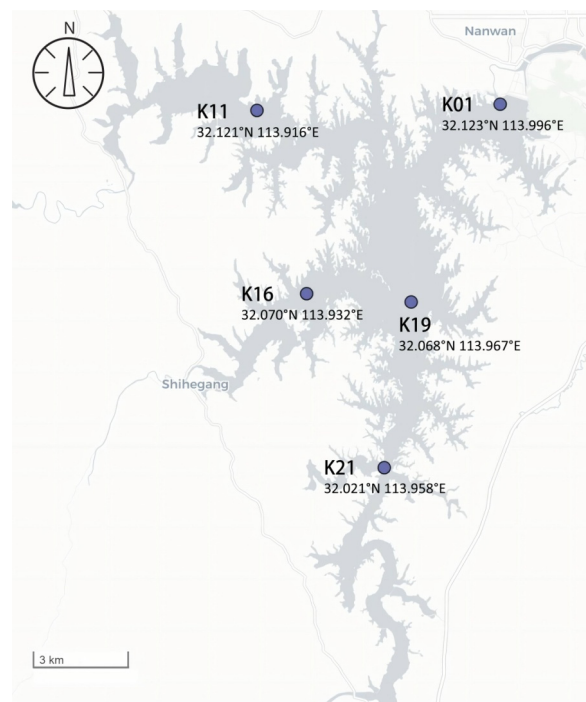 N
Nanwan
K11
32.121°N 113.916°E
K01
32.123°N 113.996°E
K16
32.070°N 113.932°E
K19
32.068°N 113.967°E
Shihegang
K21
32.021°N 113.958°E
3 km